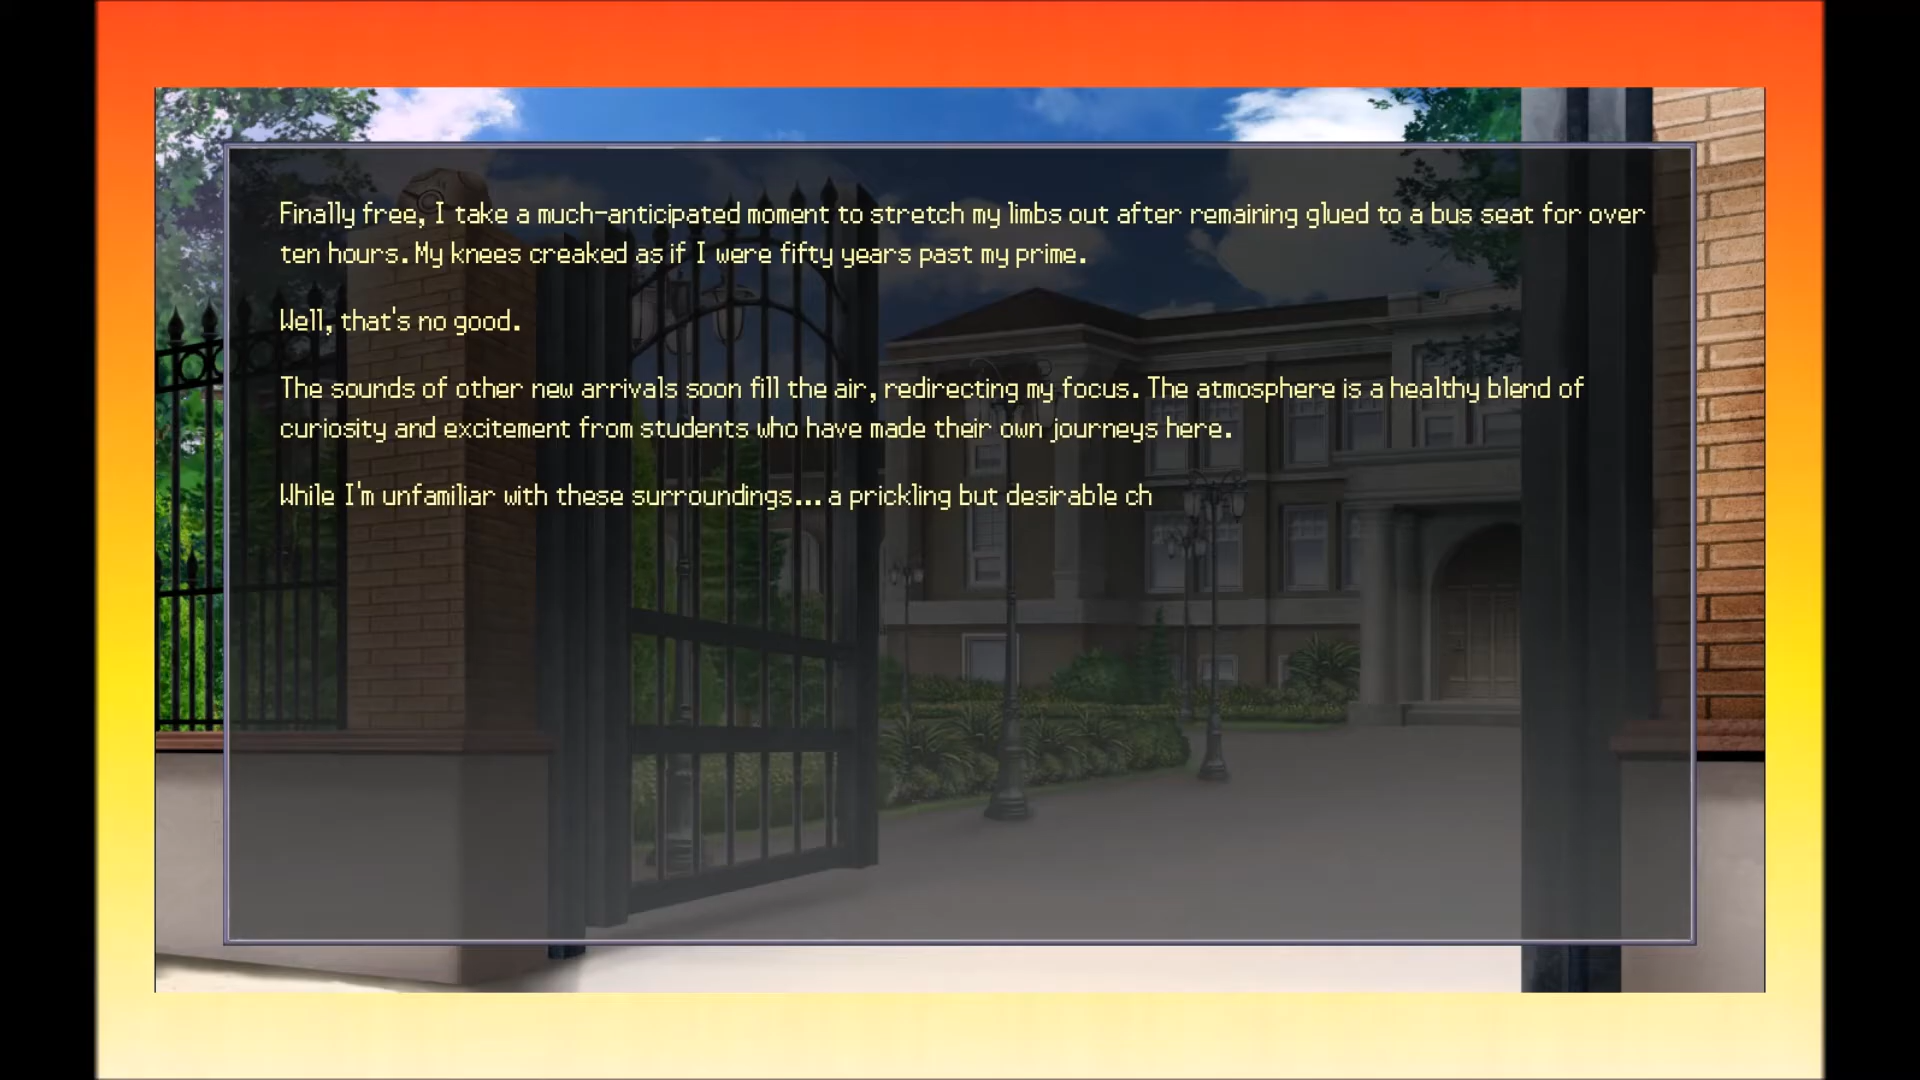 Finally free, I take a much-anticipated moment to stretch my limbs out after remaining glued to a bus seat for over
ten hours. My knees creaked as if I were fifty years past my prime.
Well, that's no good.
The sounds of other new arrivals soon fill the air, redirecting my focus. The atmosphere is a healthy blend of
curiosity and excitement from students who have made their own journeys here.
While I'm unfamiliar with these surroundings... a prickling but desirable ch